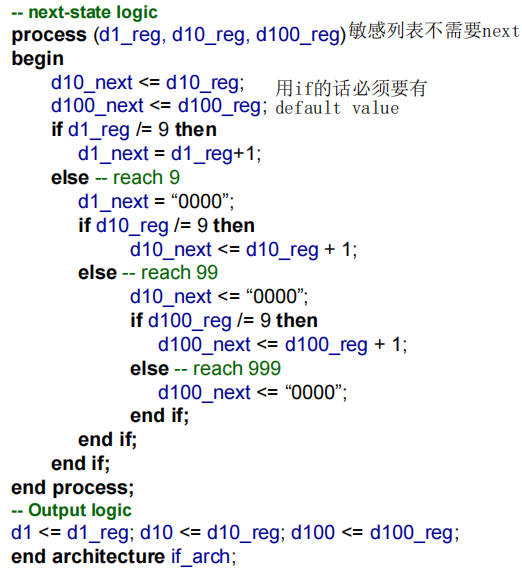 -- next-state logic
process (d1_reg, d10_reg, d100_reg)敏感列表不需要next
begin
d10_next <= d10_reg;
d100_next <= d100_reg;
用if的话必须要有
default value
if d1_reg /= 9 then
d1_next = d1_reg+1;
else -- reach 9
d1_next = “0000”;
if d10_reg /= 9 then
d10_next <= d10_reg + 1;
else -- reach 99
d10_next <= “0000”;
if d100_reg /= 9 then
d100_next <= d100_reg + 1;
else -- reach 999
d100_next <= “0000”;
end if;
end if;
end if;
end process;
-- Output logic
d1 <= d1_reg; d10 <= d10_reg; d100 <= d100_reg;
end architecture if_arch;